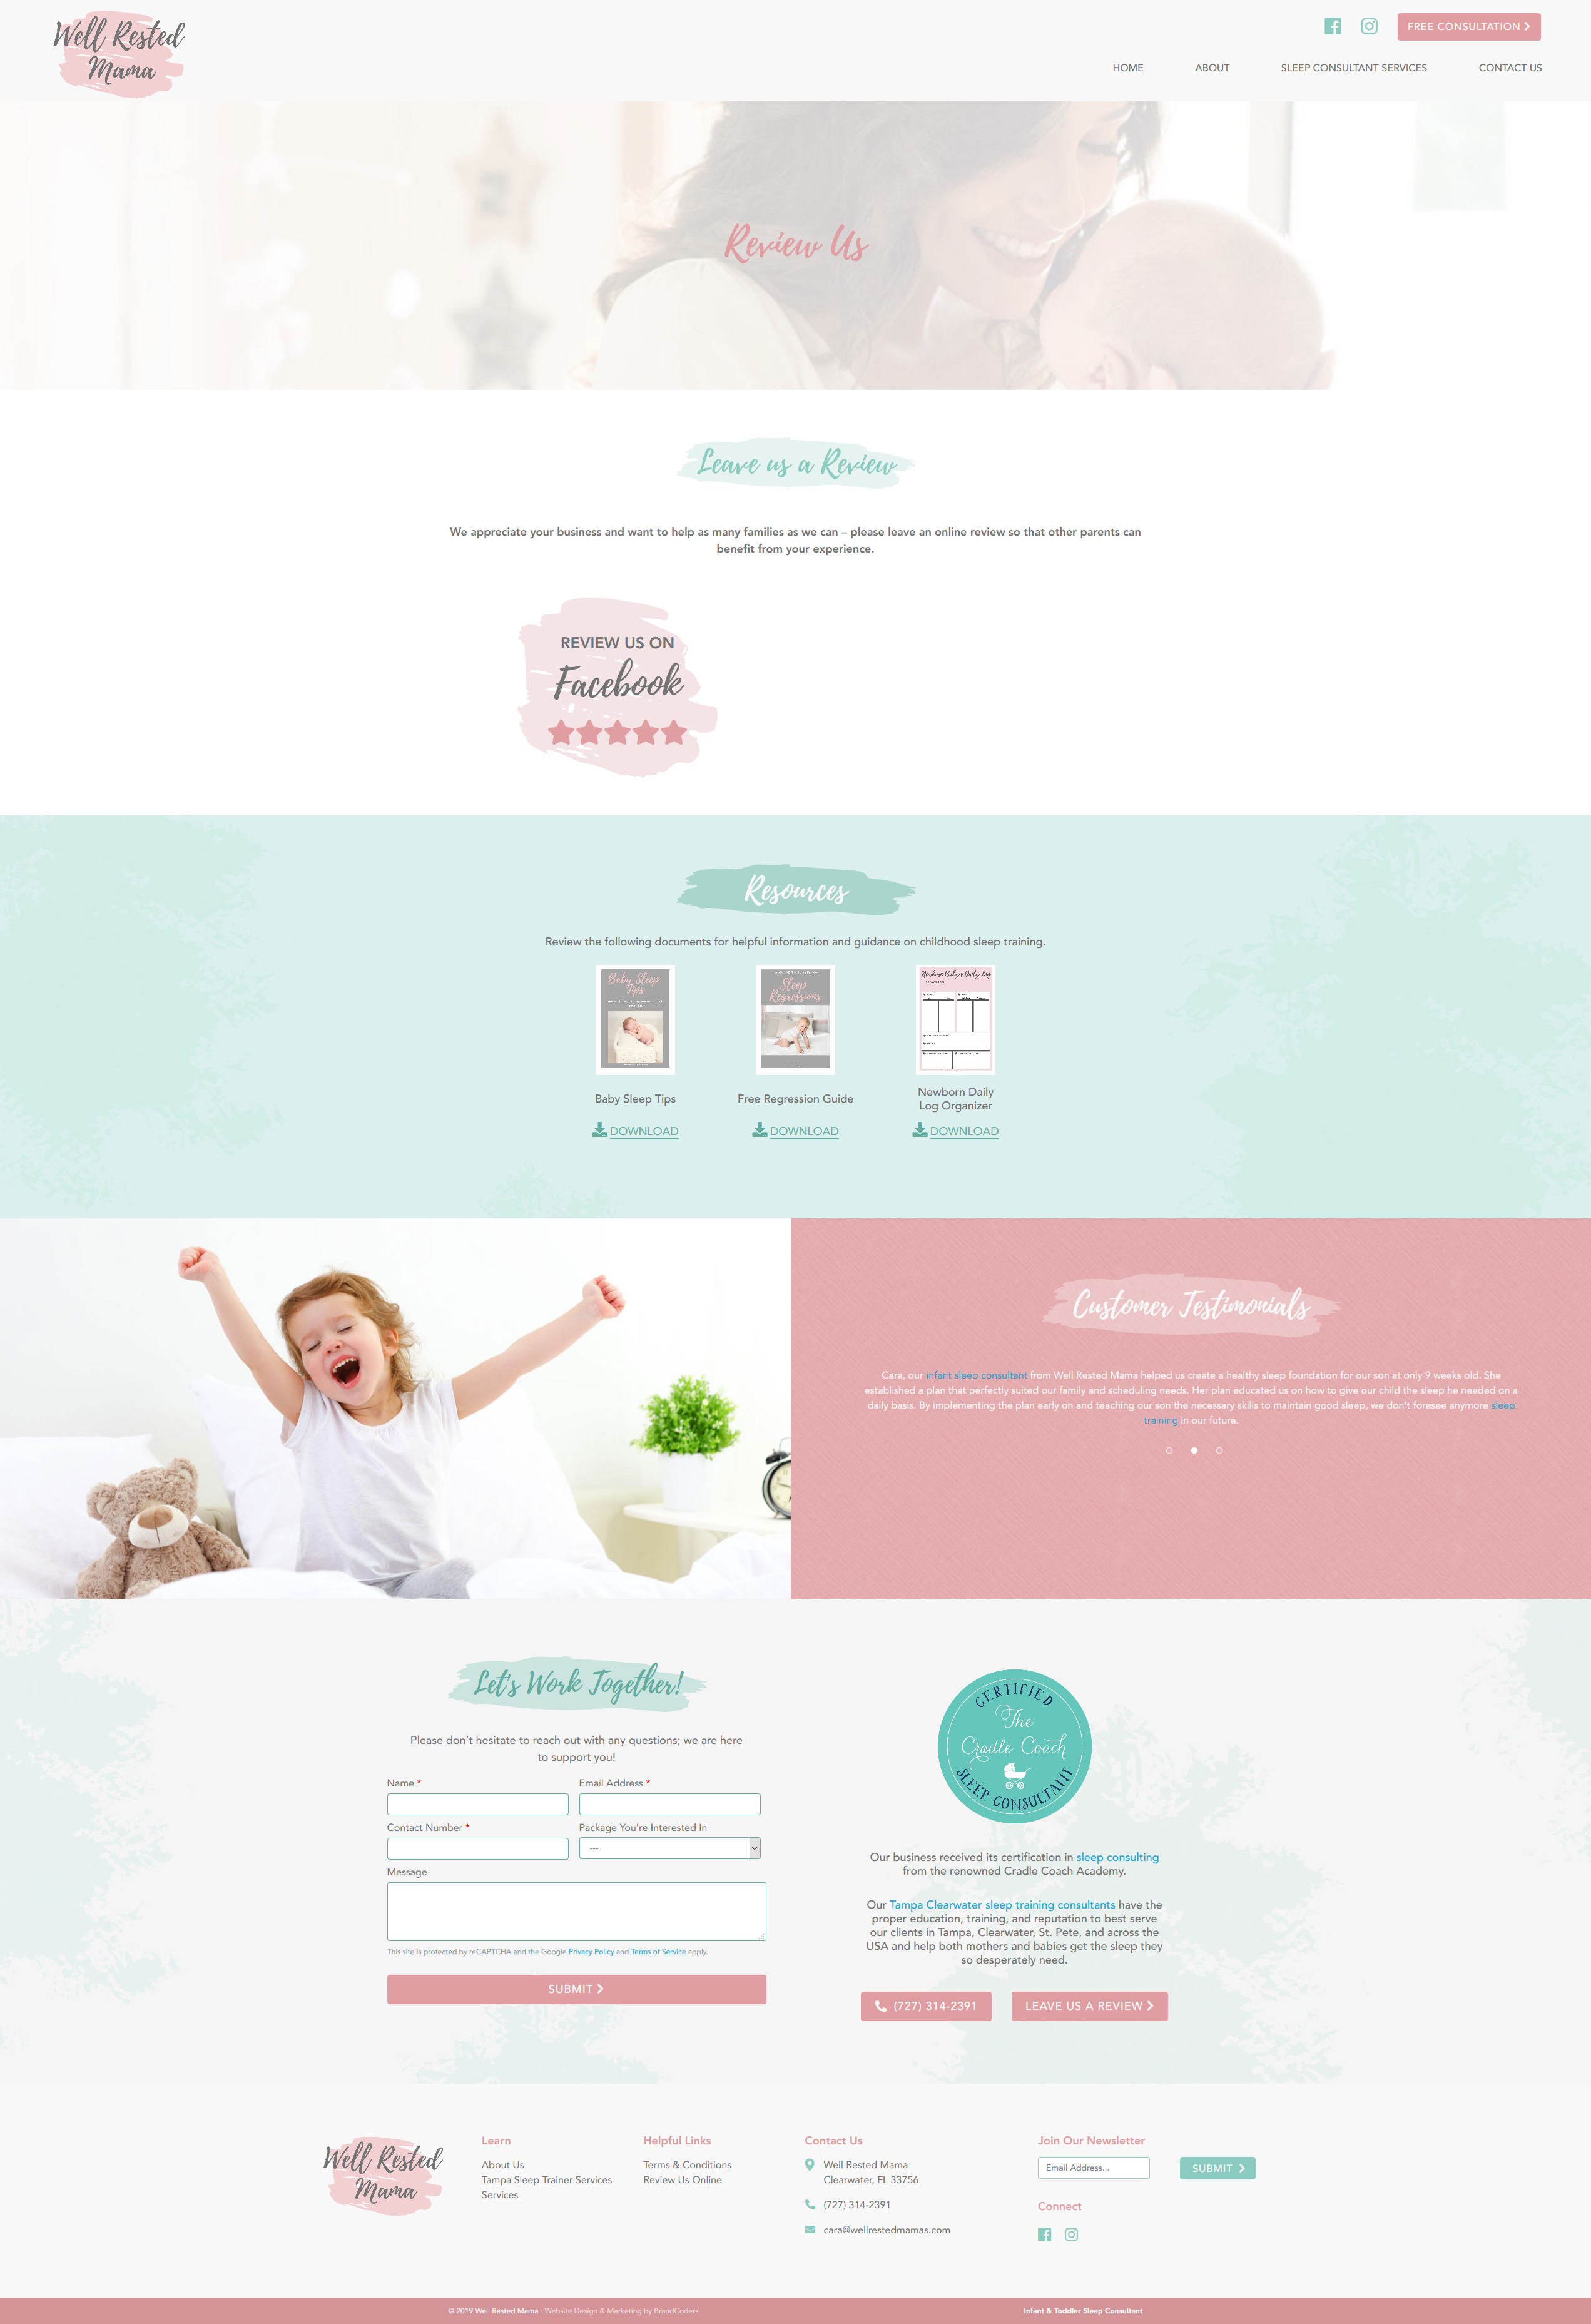 Well Rested
Mama
FREE CONSULTATION
HOME
ABOUT
SLEEP CONSULTANT SERVICES
CONTACT US
Review Us
Leave us a Review
We appreciate your business and want to help as many families as we can – please leave an online review so that other parents can
benefit from your experience.
REVIEW US ON
Facebook
Resources
Review the following documents for helpful information and guidance on childhood sleep training.
Baby Sleep
Tips
Sleep
Regressions
Newborn Baby's Daily Log
Baby Sleep Tips
Free Regression Guide
Newborn Daily
Log Organizer
DOWNLOAD
DOWNLOAD
DOWNLOAD
Customer Testimonials
Cara, our infant sleep consultant from Well Rested Mama helped us create a healthy sleep foundation for our son at only 9 weeks old. She
established a plan that perfectly suited our family and scheduling needs. Her plan educated us on how to give our child the sleep he needed on a
daily basis. By implementing the plan early on and teaching our son the necessary skills to maintain good sleep, we don't foresee anymore sleep
training in our future.
Let's Work Together!
Please don't hesitate to reach out with any questions; we are here
to support you!
Name *
Email Address *
Contact Number *
Package You're Interested In
---
Message
This site is protected by reCAPTCHA and the Google Privacy Policy and Terms of Service apply.
SUBMIT
CERTIFIED
The
Cradle Coach
SLEEP CONSULTANT
Our business received its certification in sleep consulting
from the renowned Cradle Coach Academy.
Our Tampa Clearwater sleep training consultants have the
proper education, training, and reputation to best serve
our clients in Tampa, Clearwater, St. Pete, and across the
USA and help both mothers and babies get the sleep they
so desperately need.
(727) 314-2391
LEAVE US A REVIEW
Well Rested
Mama
Learn
About Us
Tampa Sleep Trainer Services
Services
Helpful Links
Terms & Conditions
Review Us Online
Contact Us
Well Rested Mama
Clearwater, FL 33756
(727) 314-2391
cara@wellrestedmamas.com
Join Our Newsletter
Email Address...
SUBMIT
Connect
© 2019 Well Rested Mama · Website Design & Marketing by BrandCoders
Infant & Toddler Sleep Consultant